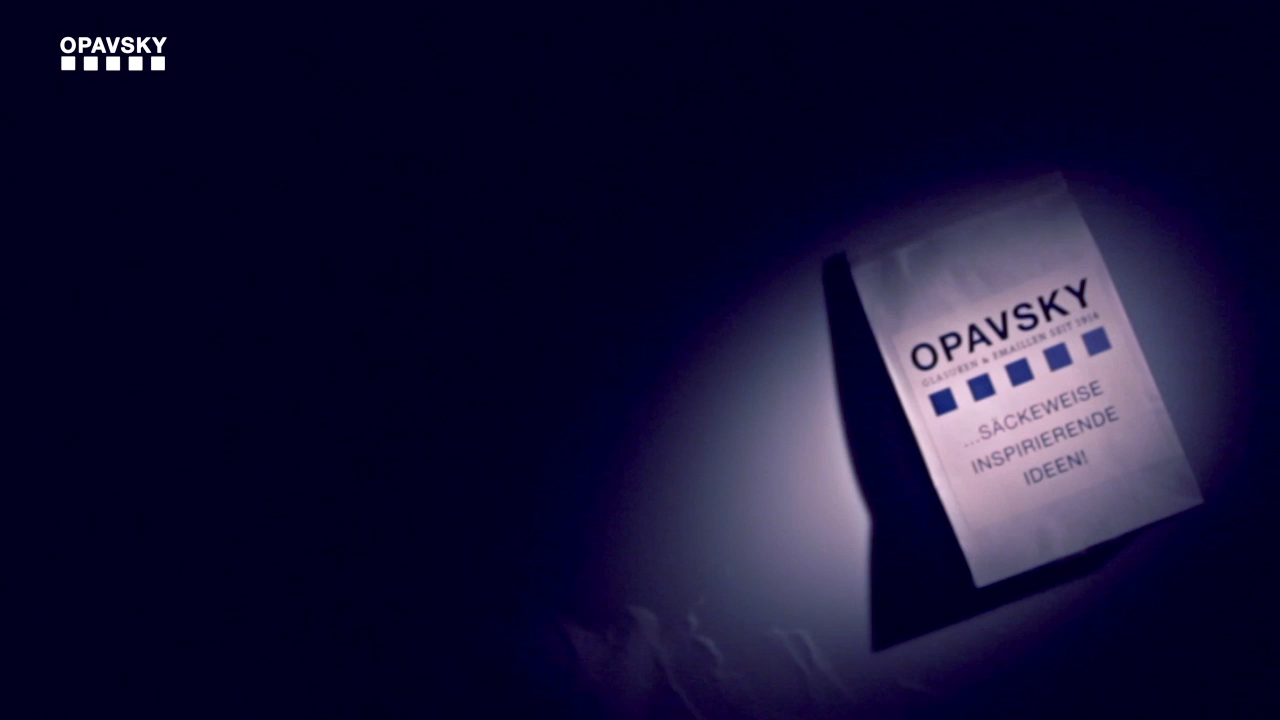 OPAVSKY
OPAVSKY
GLASUREN & EMAILLEN SEIT 1914
...SÄCKEWEISE
INSPIRIERENDE
IDEEN!